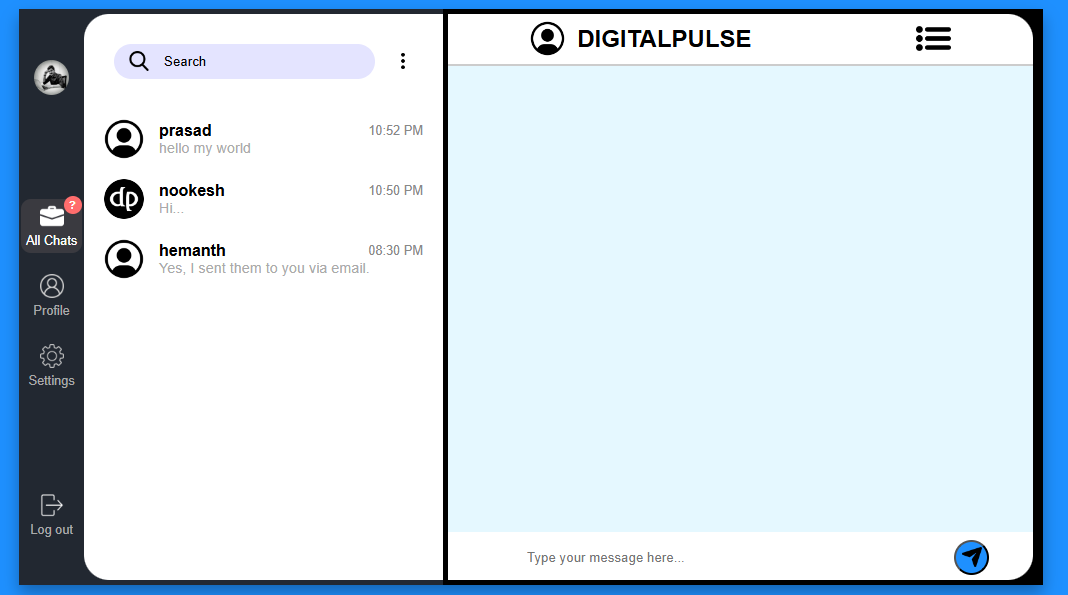 ?
All Chats
Profile
Settings
Log out
Search
prasad
10:52 PM
hello my world
dp
nookesh
10:50 PM
Hi...
hemanth
08:30 PM
Yes, I sent them to you via email.
DIGITALPULSE
Type your message here...